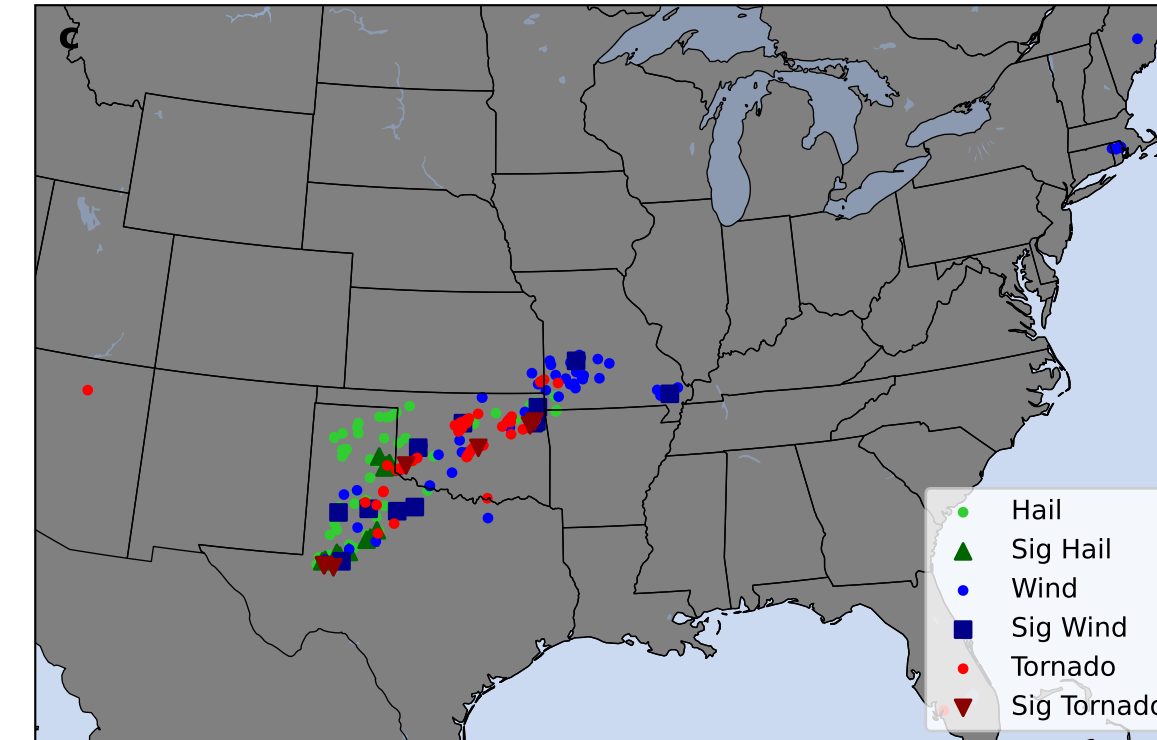 c
Hail
Sig Hail
Wind
Sig Wind
Tornado
Sig Tornado